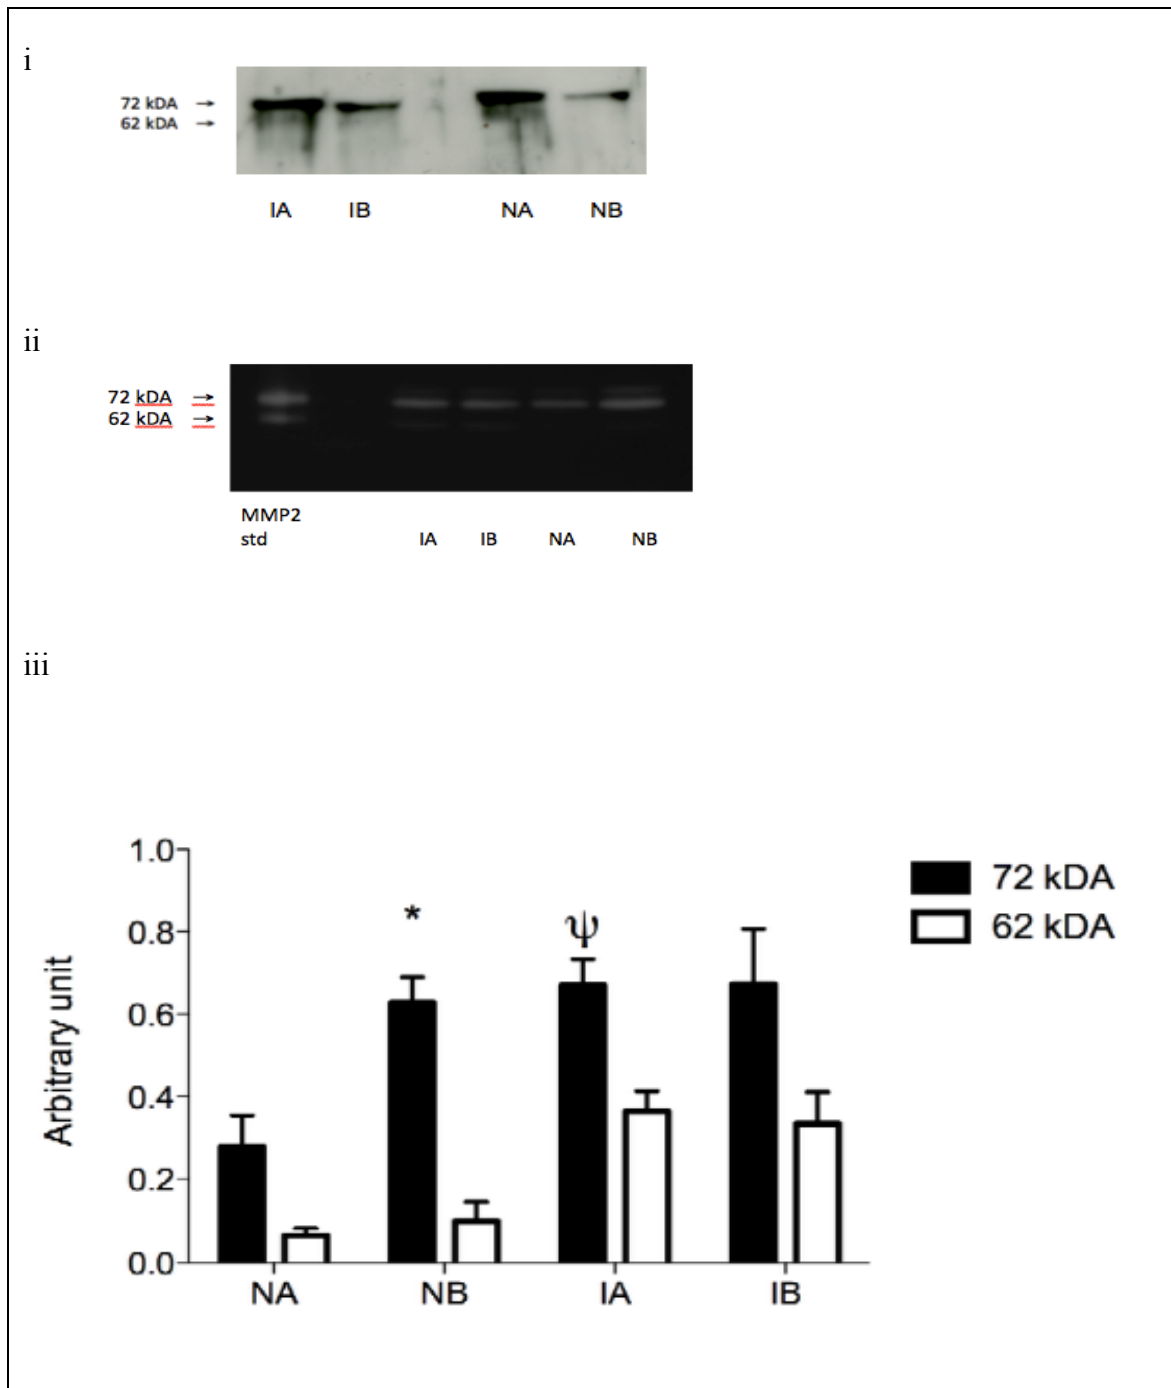 i
72 kDA →
62 kDA →
IA IB NA NB
ii
72 kDA →
62 kDA →
MMP2
std IA IB NA NB
iii
1.0
0.8
0.6
0.4
0.2
0.0
Arbitrary unit
* ψ
72 kDA
62 kDA
NA NB IA IB